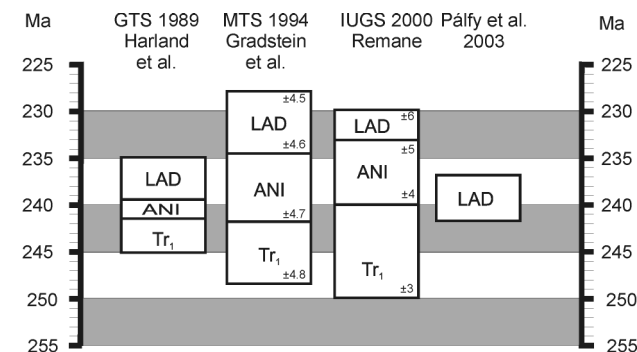 Ma
GTS 1989
Harland
et al.
MTS 1994
Gradstein
et al.
IUGS 2000
Remane
Pálfy et al.
2003
Ma
225
230
235
240
245
250
255
LAD
ANI
Tr₁
±4.5
LAD
±4.6
ANI
±4.7
Tr₁
±4.8
±6
LAD
±5
ANI
±4
Tr₁
±3
LAD
225
230
235
240
245
250
255